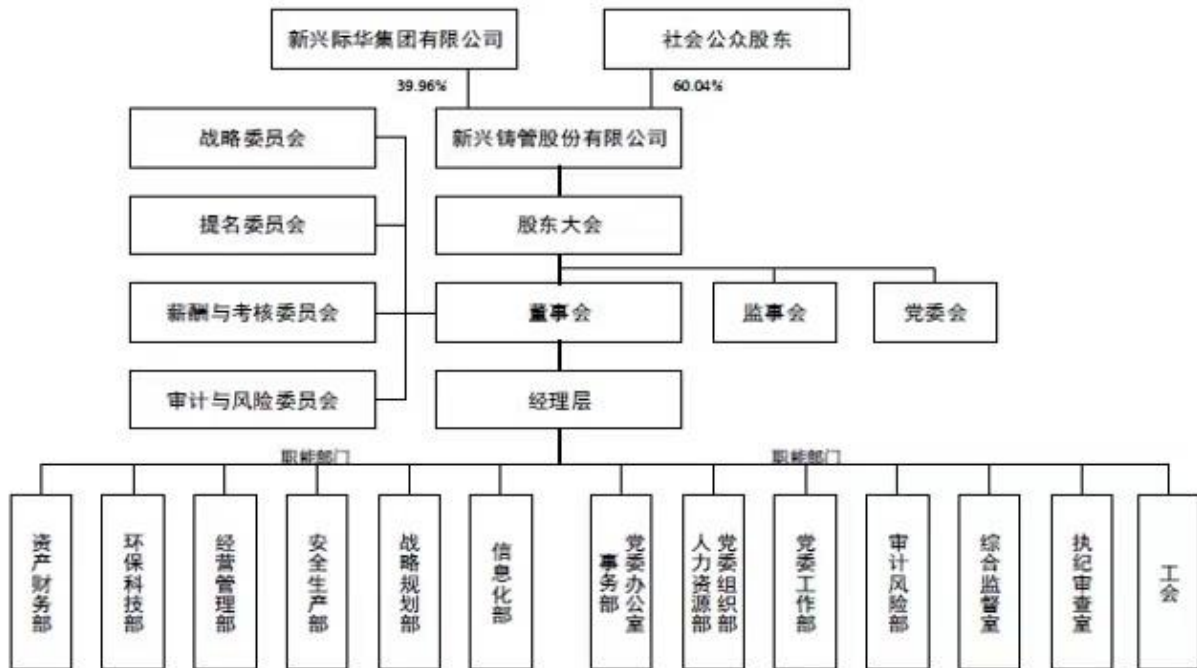 新兴际华集团有限公司
社会公众股东
39.96%
60.04%
战略委员会
新兴铸管股份有限公司
提名委员会
股东大会
薪酬与考核委员会
董事会
监事会
党委会
审计与风险委员会
经理层
职能部门
职能部门
资产财务部
环保科技部
经营管理部
安全生产部
战略规划部
信息化部
党委办公室
事务部
党委组织部
人力资源部
党委工作部
审计风险部
综合监督室
执纪审查室
工会